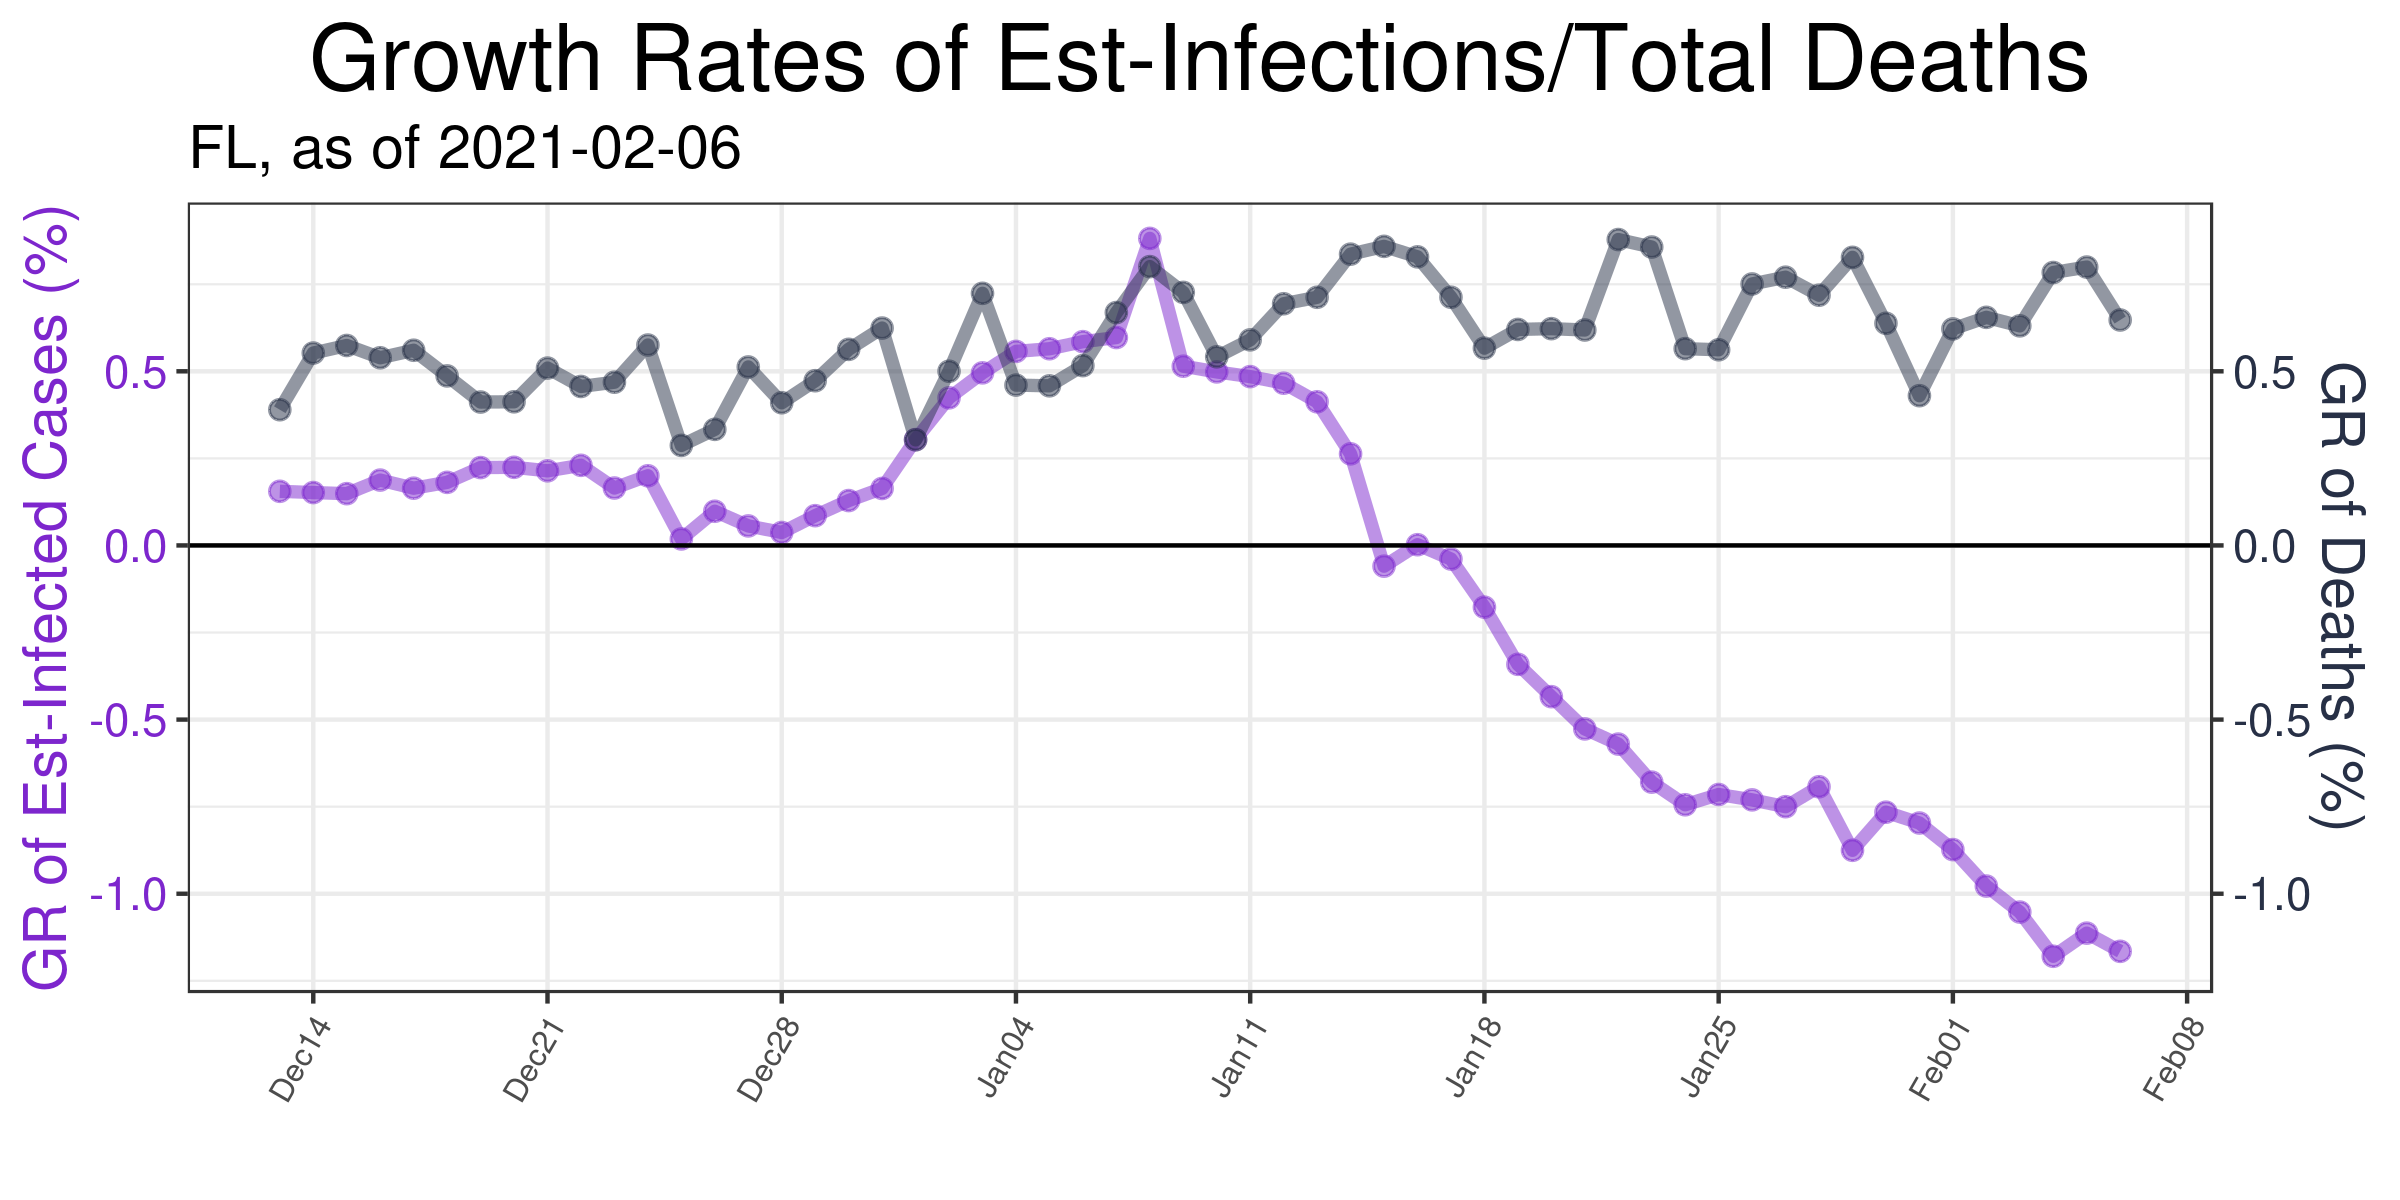 Growth Rates of Est-Infections/Total Deaths
FL, as of 2021-02-06
GR of Est-Infected Cases (%)
0.5
0.0
-0.5
-1.0
0.5
0.0
-0.5
-1.0
GR of Deaths (%)
Dec14
Dec21
Dec28
Jan04
Jan11
Jan18
Jan25
Feb01
Feb08